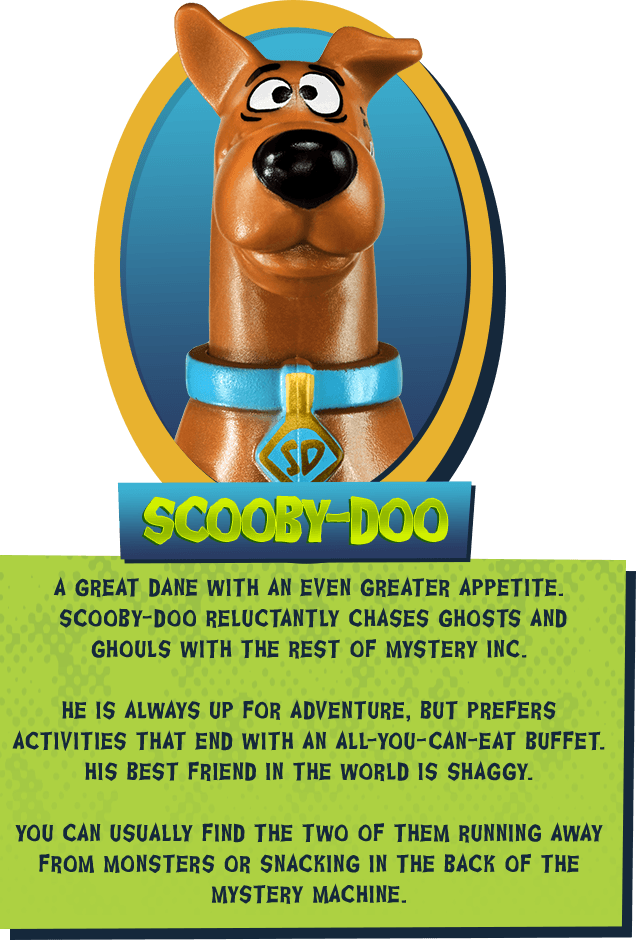 SD
SCOOBY-DOO
A GREAT DANE WITH AN EVEN GREATER APPETITE.
SCOOBY-DOO RELUCTANTLY CHASES GHOSTS AND
GHOULS WITH THE REST OF MYSTERY INC.
HE IS ALWAYS UP FOR ADVENTURE, BUT PREFERS
ACTIVITIES THAT END WITH AN ALL-YOU-CAN-EAT BUFFET.
HIS BEST FRIEND IN THE WORLD IS SHAGGY.
YOU CAN USUALLY FIND THE TWO OF THEM RUNNING AWAY
FROM MONSTERS OR SNACKING IN THE BACK OF THE
MYSTERY MACHINE.